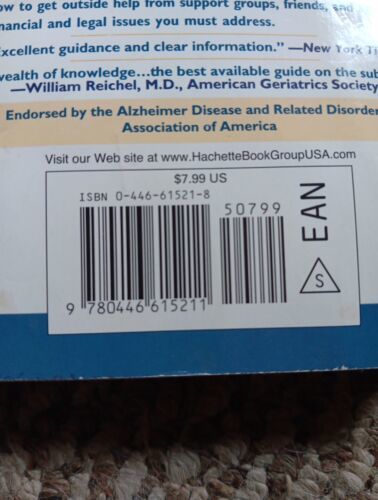 ow to get outside help from support groups, friends, and
nancial and legal issues you must address.
Excellent guidance and clear information." —New York Ti
wealth of knowledge...the best available guide on the sub
—William Reichel, M.D., American Geriatrics Society
Endorsed by the Alzheimer Disease and Related Disorder
Association of America
Visit our Web site at www.HachetteBookGroupUSA.com
$7.99 US
ISBN 0-446-61521-8
50799
EAN
S
9 780446 615211